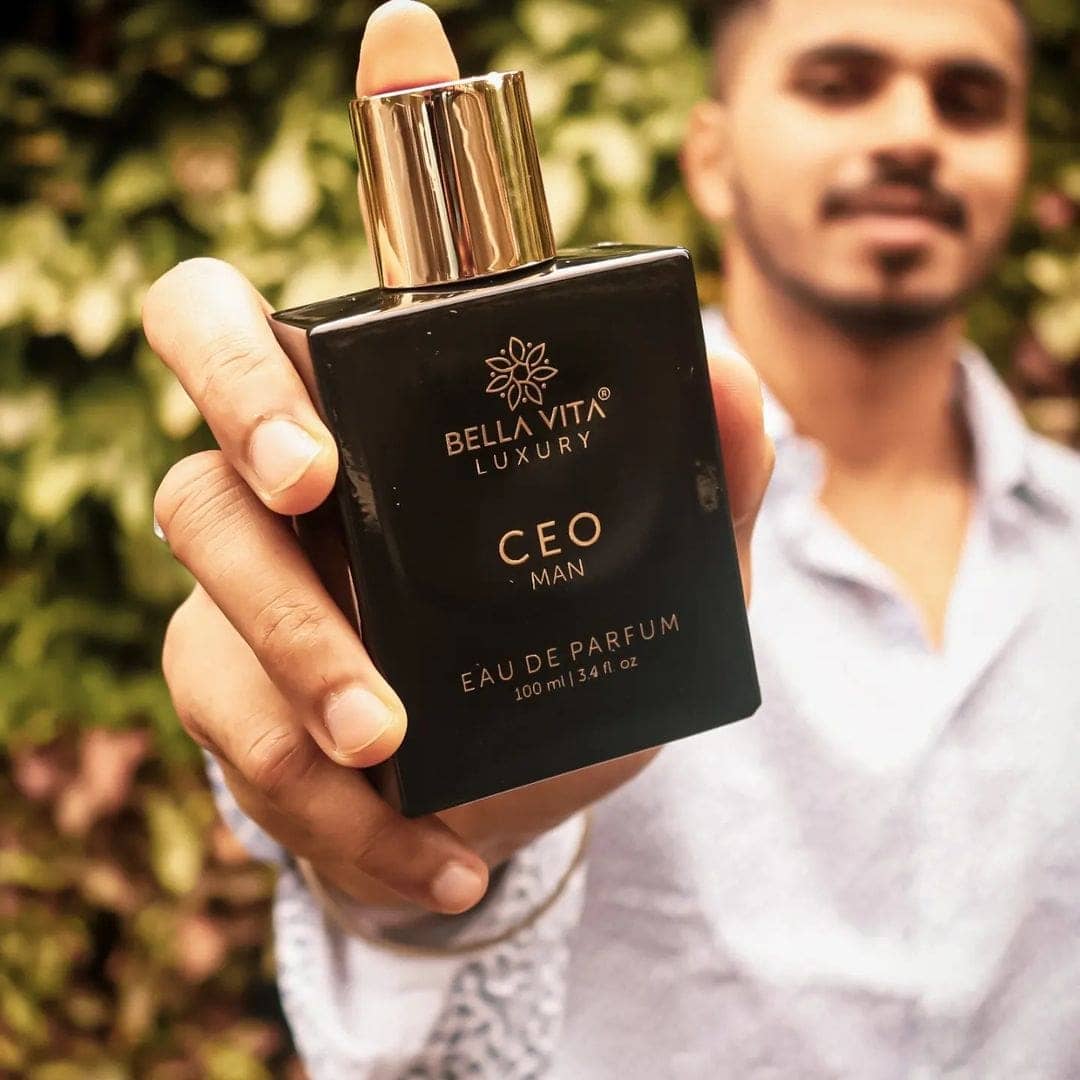 BELLA VITA®
LUXURY
CEO
MAN
EAU DE PARFUM
100 ml | 3.4 fl. oz